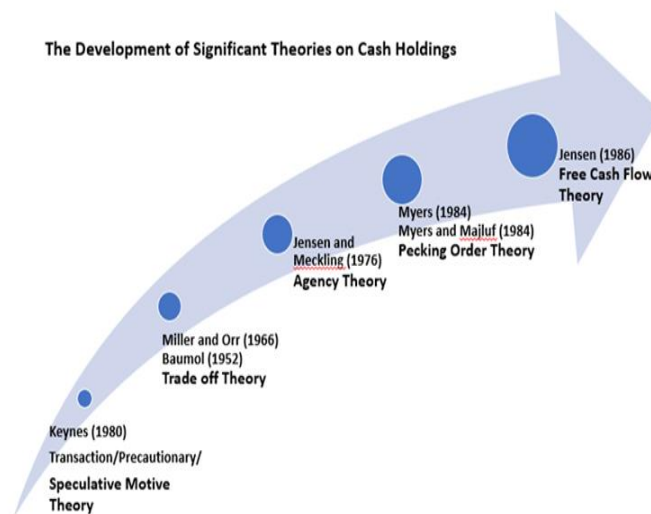 The Development of Significant Theories on Cash Holdings
Jensen (1986)
Free Cash Flow
Theory
Myers (1984)
Myers and Majluf (1984)
Pecking Order Theory
Jensen and
Meckling (1976)
Agency Theory
Miller and Orr (1966)
Baumol (1952)
Trade off Theory
Keynes (1980)
Transaction/Precautionary/
Speculative Motive
Theory